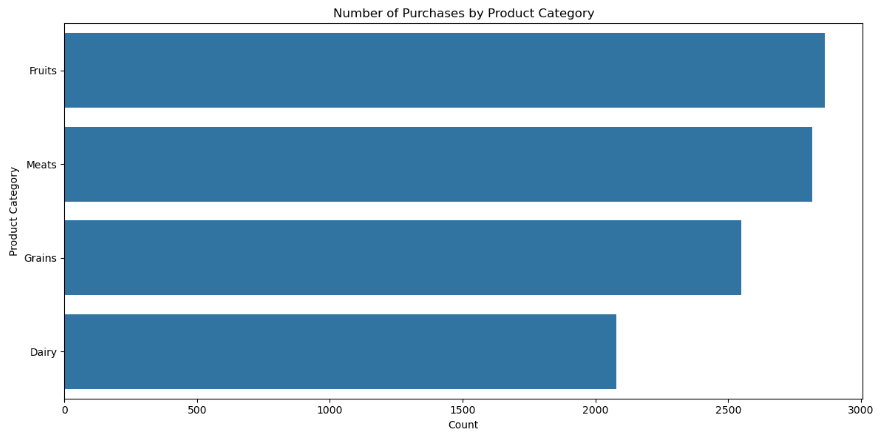 Number of Purchases by Product Category
Product Category
Fruits
Meats
Grains
Dairy
0 500 1000 1500 2000 2500 3000
Count